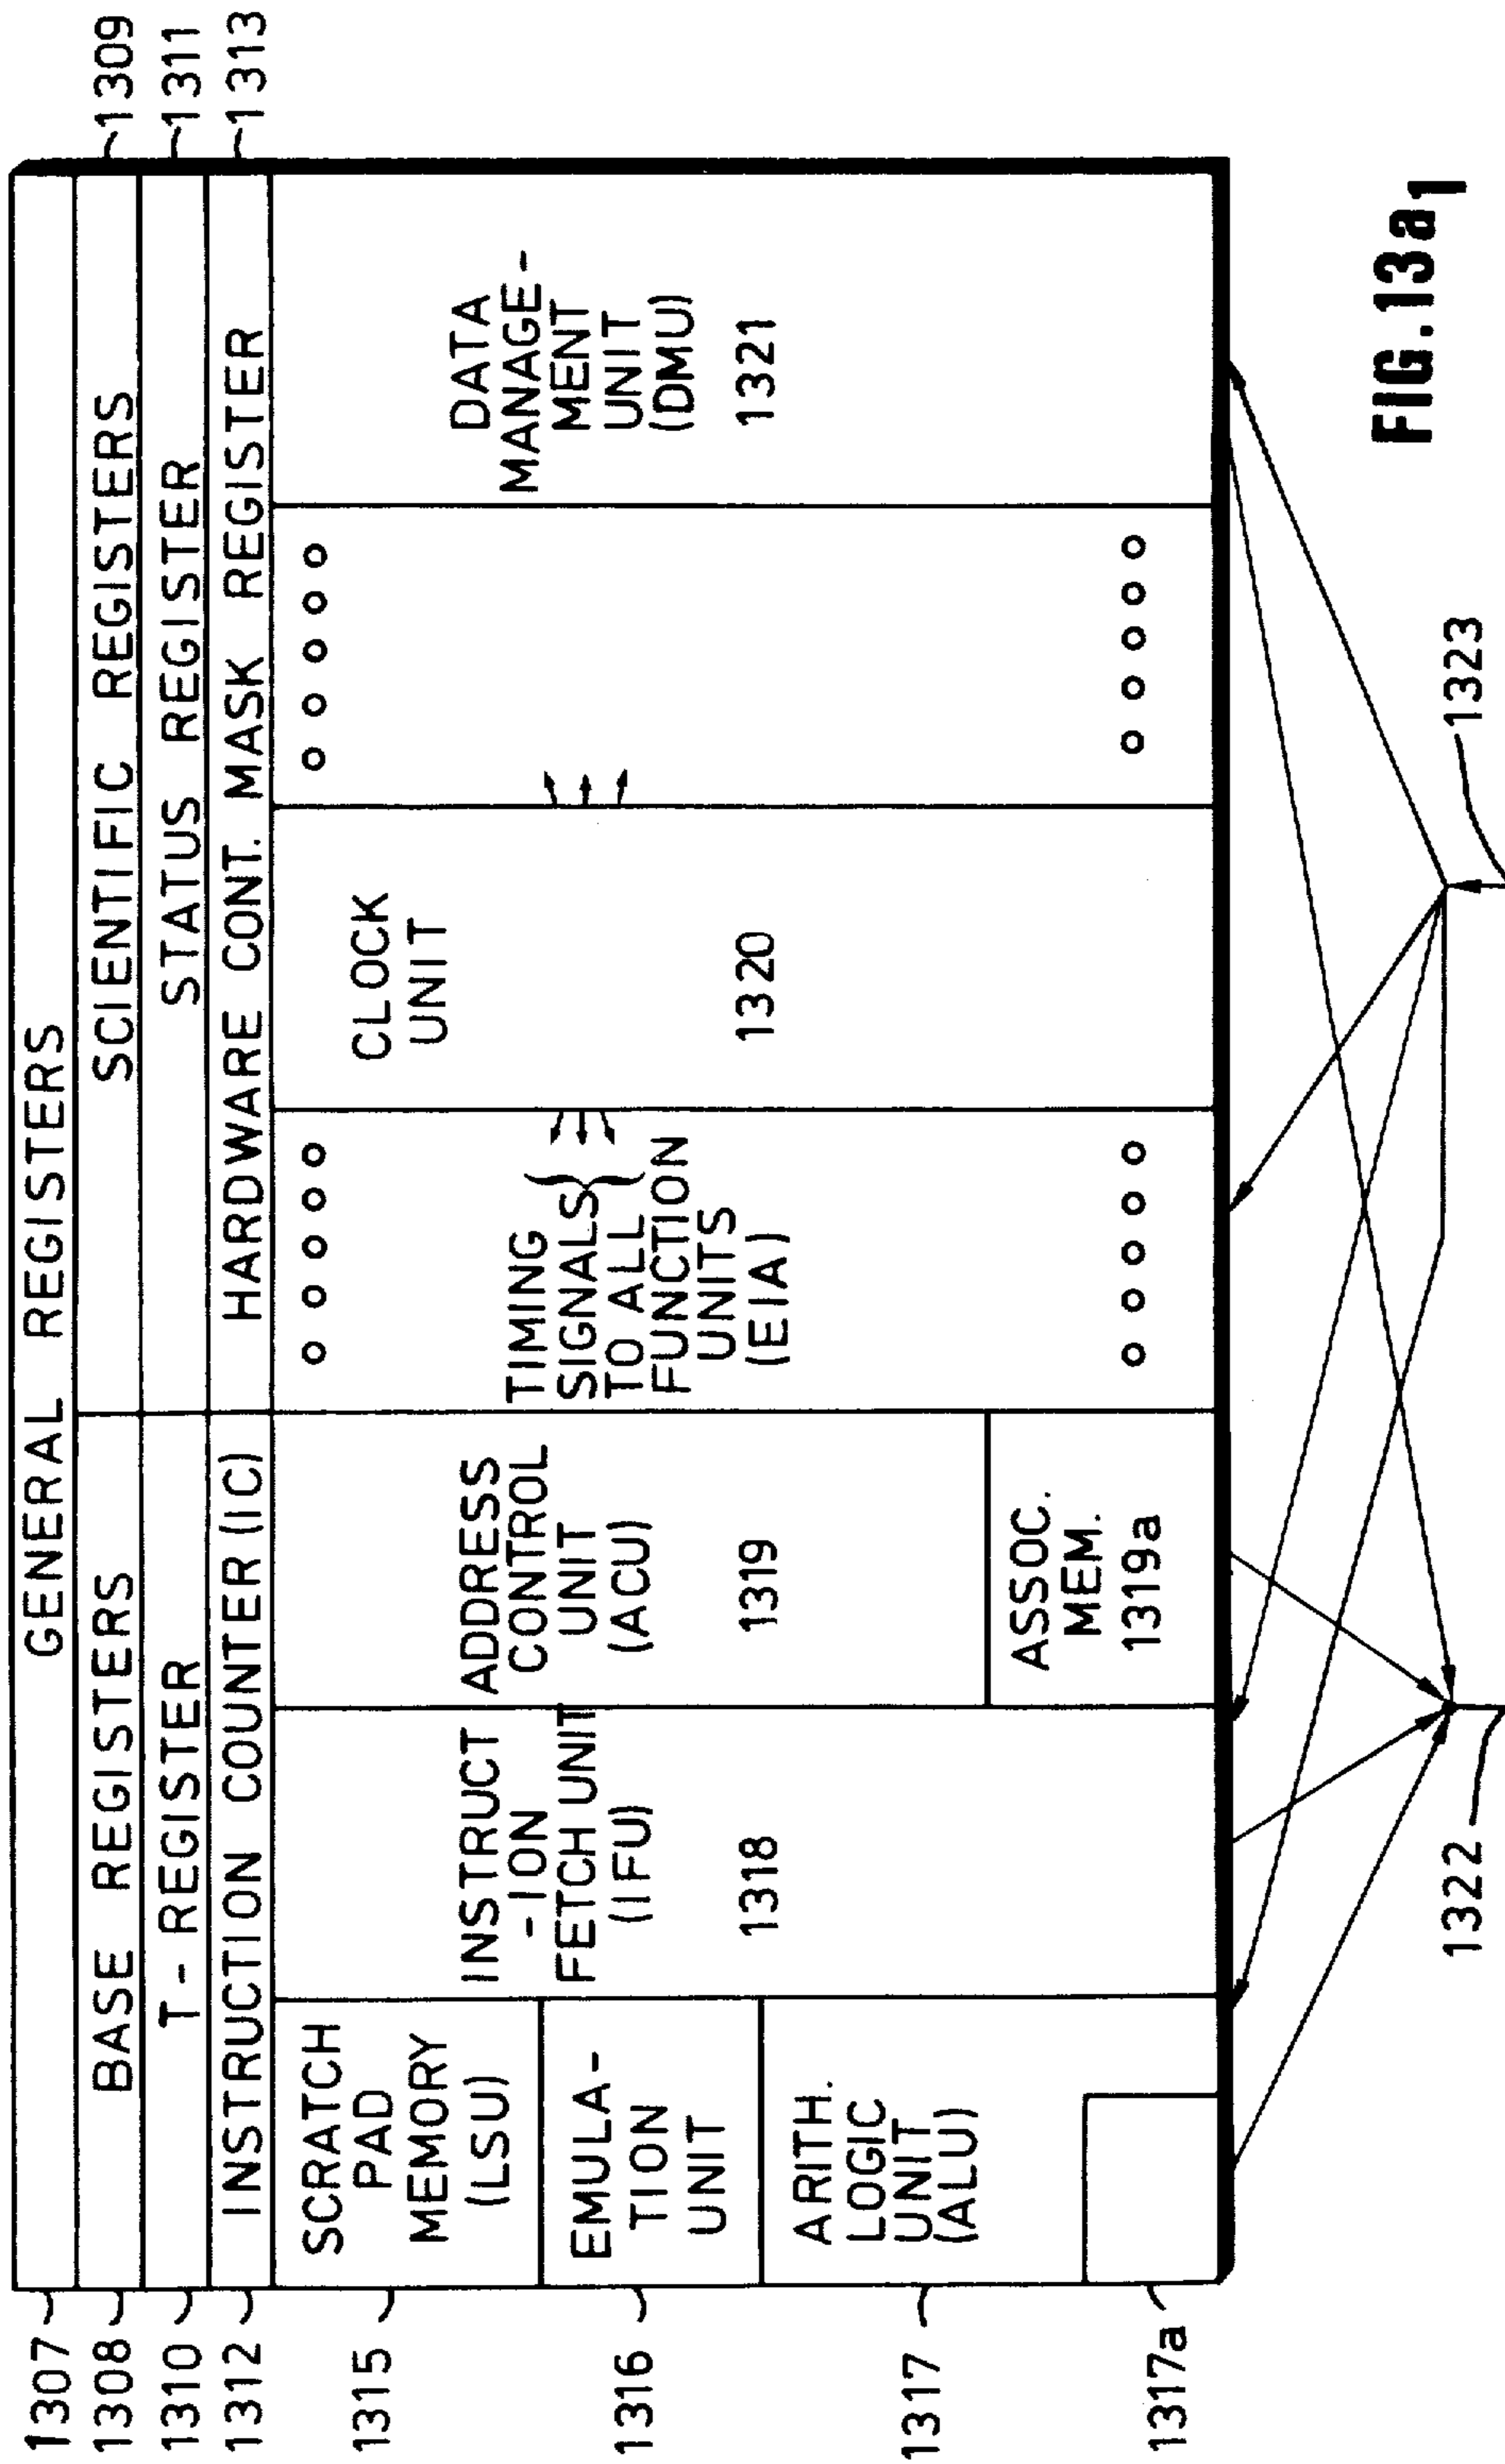 GENERAL REGISTERS
1307
BASE REGISTERS
SCIENTIFIC REGISTERS
1308
1309
T-REGISTER
STATUS REGISTER
1310
1311
INSTRUCTION COUNTER (IC)
HARDWARE CONT. MASK REGISTER
1312
1313
SCRATCH
PAD
MEMORY
(LSU)
1315
EMULA-
TION
UNIT
1316
ARITH.
LOGIC
UNIT
(ALU)
1317
1317a
INSTRUCT
-ION
FETCH UNIT
(IFU)
1318
ADDRESS
CONTROL
UNIT
(ACU)
1319
ASSOC.
MEM.
1319a
TIMING
SIGNALS
TO ALL
FUNCTION
UNITS
(EIA)
CLOCK
UNIT
1320
DATA
MANAGE-
MENT
UNIT
(DMU)
1321
1322
1323
FIG.13a1